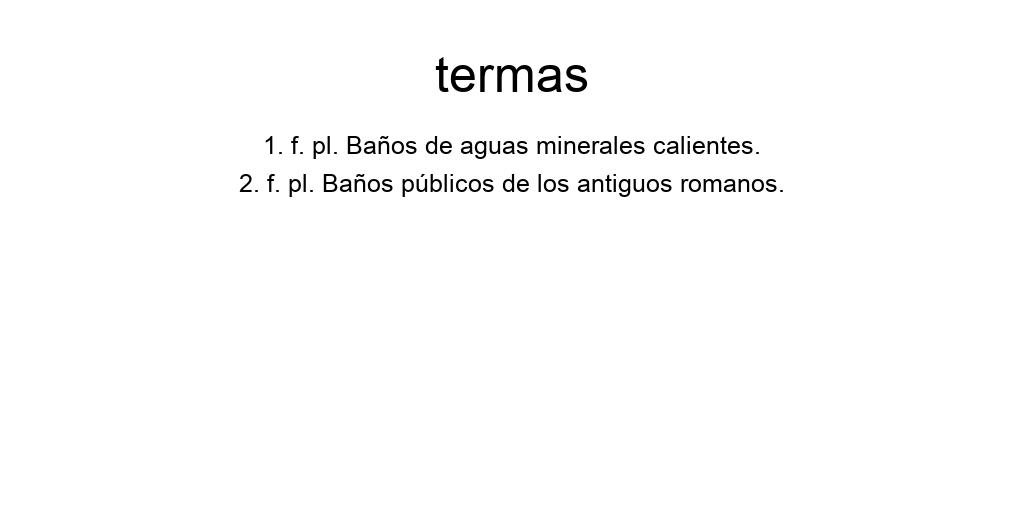 termas
1. f. pl. Baños de aguas minerales calientes.
2. f. pl. Baños públicos de los antiguos romanos.